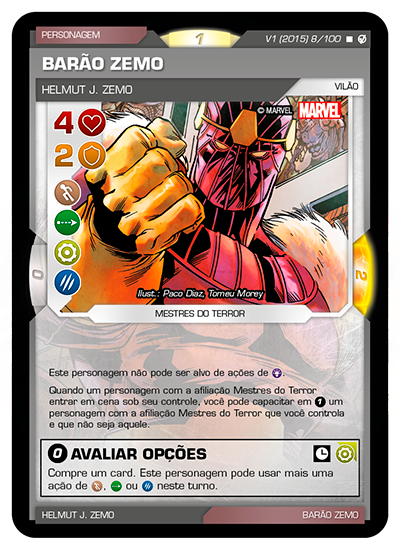 PERSONAGEM
1
V1 (2015) 8/100
BARÃO ZEMO
HELMUT J. ZEMO
VILÃO
© MARVEL MARVEL
4
2
0
2
Ilust.: Paco Diaz, Tomeu Morey
MESTRES DO TERROR
Este personagem não pode ser alvo de ações de .
Quando um personagem com a afiliação Mestres do Terror
entrar em cena sob seu controle, você pode capacitar em 1 um
personagem com a afiliação Mestres do Terror que você controla
e que não seja aquele.
0 AVALIAR OPÇÕES
Compre um card. Este personagem pode usar mais uma
ação de , ou neste turno.
HELMUT J. ZEMO
BARÃO ZEMO